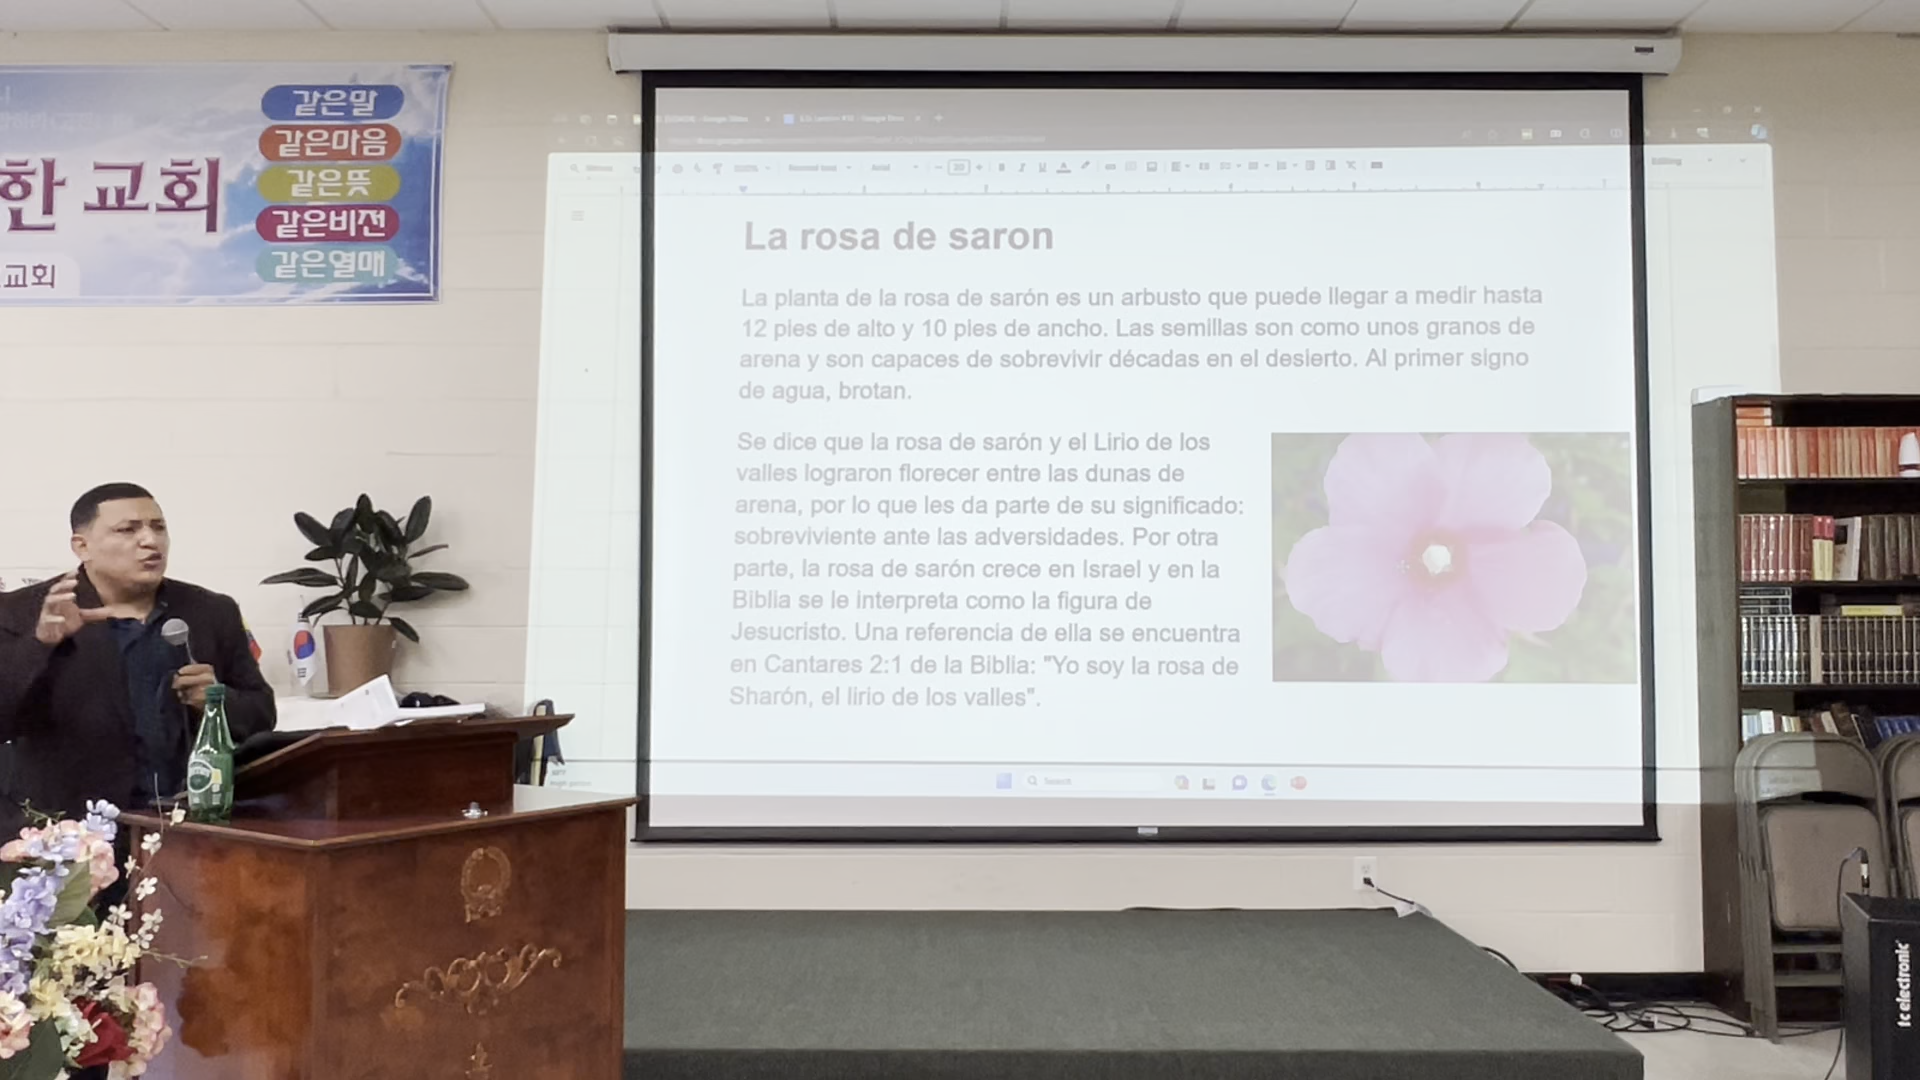 한 교회
같은말
같은마음
같은뜻
같은비전
같은열매
교회
La rosa de saron
La planta de la rosa de sarón es un arbusto que puede llegar a medir hasta
12 pies de alto y 10 pies de ancho. Las semillas son como unos granos de
arena y son capaces de sobrevivir décadas en el desierto. Al primer signo
de agua, brotan.
Se dice que la rosa de sarón y el Lirio de los
valles lograron florecer entre las dunas de
arena, por lo que les da parte de su significado:
sobreviviente ante las adversidades. Por otra
parte, la rosa de sarón crece en Israel y en la
Biblia se le interpreta como la figura de
Jesucristo. Una referencia de ella se encuentra
en Cantares 2:1 de la Biblia: "Yo soy la rosa de
Sharón, el lirio de los valles".
Search
Editing
Arial
perrier
tc electronic